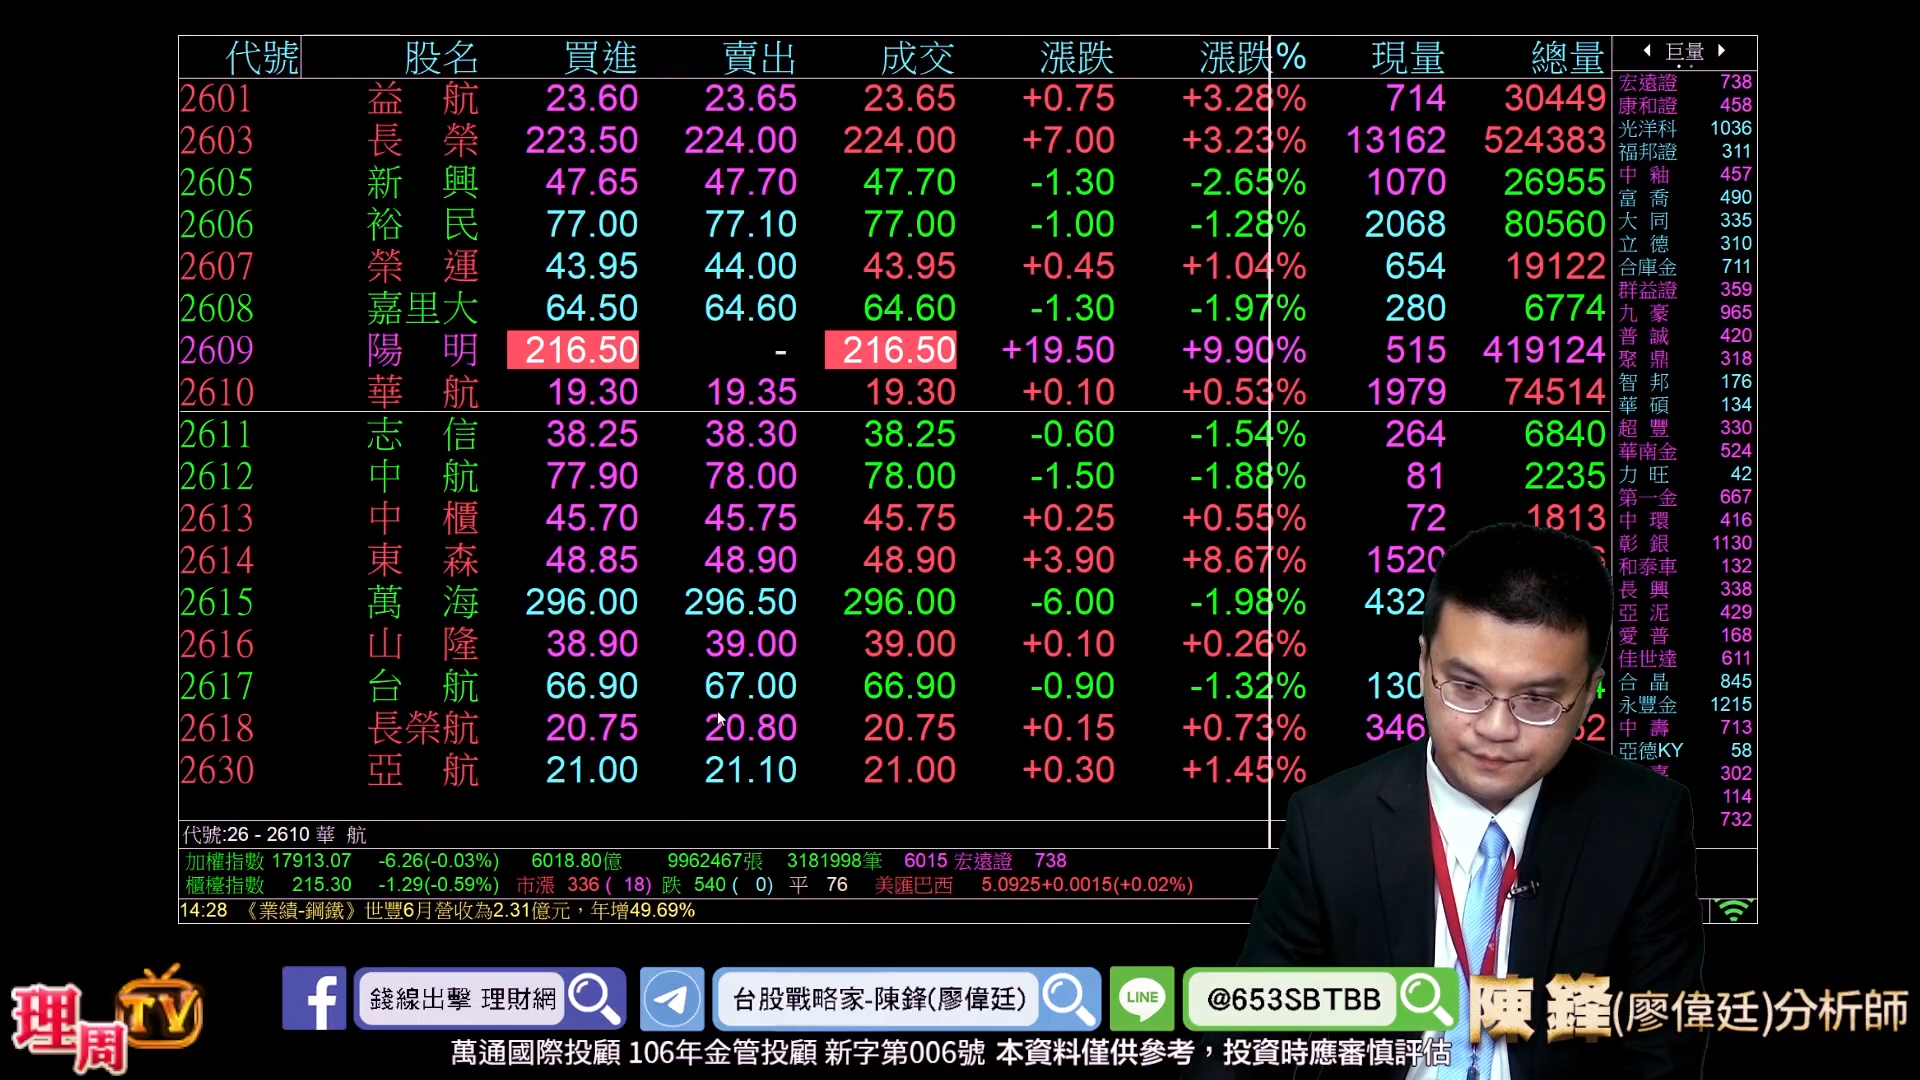 代號 股名 買進 賣出 成交 漲跌 漲跌% 現量 總量
2601 益航 23.60 23.65 23.65 +0.75 +3.28% 714 30449
2603 長榮 223.50 224.00 224.00 +7.00 +3.23% 13162 524383
2605 新興 47.65 47.70 47.70 -1.30 -2.65% 1070 26955
2606 裕民 77.00 77.10 77.00 -1.00 -1.28% 2068 80560
2607 榮運 43.95 44.00 43.95 +0.45 +1.04% 654 19122
2608 嘉里大 64.50 64.60 64.60 -1.30 -1.97% 280 6774
2609 陽明 216.50 - 216.50 +19.50 +9.90% 515 419124
2610 華航 19.30 19.35 19.30 +0.10 +0.53% 1979 74514
2611 志信 38.25 38.30 38.25 -0.60 -1.54% 264 6840
2612 中航 77.90 78.00 78.00 -1.50 -1.88% 81 2235
2613 中櫃 45.70 45.75 45.75 +0.25 +0.55% 72 1813
2614 東森 48.85 48.90 48.90 +3.90 +8.67% 1520
2615 萬海 296.00 296.50 296.00 -6.00 -1.98% 432
2616 山隆 38.90 39.00 39.00 +0.10 +0.26%
2617 台航 66.90 67.00 66.90 -0.90 -1.32% 130
2618 長榮航 20.75 20.80 20.75 +0.15 +0.73% 346
2630 亞航 21.00 21.10 21.00 +0.30 +1.45%
巨量
宏遠證 738
康和證 458
光洋科 1036
福邦證 311
中釉 457
富喬 490
大同 335
立德 310
合庫金 711
群益證 359
九豪 965
普誠 420
聚鼎 318
智邦 176
華碩 134
超豐 330
華南金 524
力旺 42
第一金 667
中環 416
彰銀 1130
和泰車 132
長興 338
亞泥 429
愛普 168
佳世達 611
合晶 845
永豐金 1215
中壽 713
亞德KY 58
302
114
732
代號:26 - 2610 華 航
加權指數 17913.07 -6.26(-0.03%) 6018.80億 9962467張 3181998筆 6015 宏遠證 738
櫃檯指數 215.30 -1.29(-0.59%) 市漲 336 ( 18) 跌 540 ( 0) 平 76 美匯巴西 5.0925+0.0015(+0.02%)
14:28 《業績-鋼鐵》世豐6月營收為2.31億元，年增49.69%
理周TV
f 錢線出擊 理財網 台股戰略家-陳鋒(廖偉廷) LINE @653SBTBB 陳鋒(廖偉廷)分析師
萬通國際投顧 106年金管投顧 新字第006號 本資料僅供參考，投資時應審慎評估